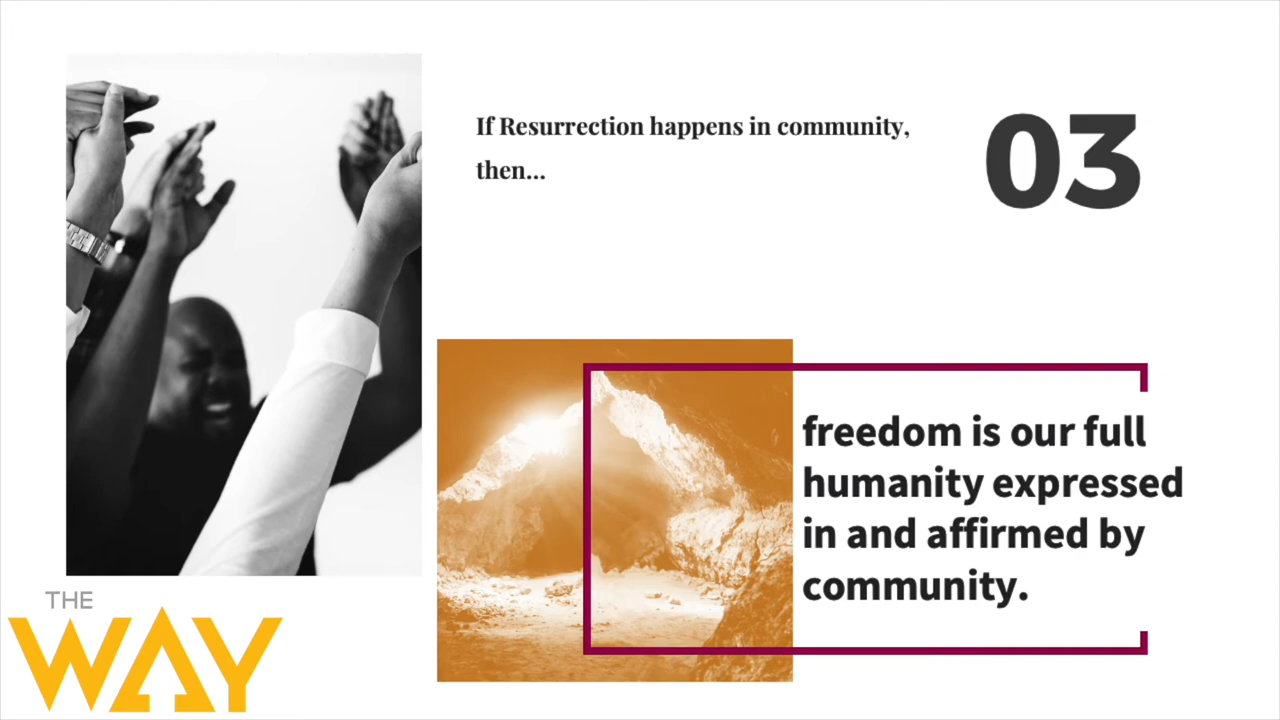 If Resurrection happens in community,
then...
03
freedom is our full
humanity expressed
in and affirmed by
community.
THE
WAY